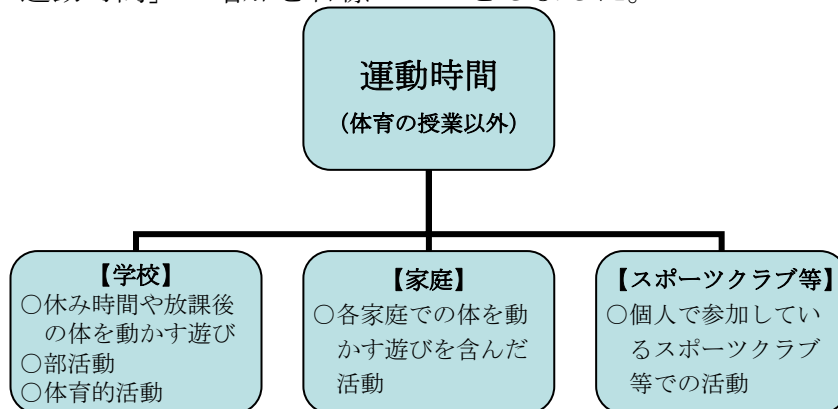 運動時間
(体育の授業以外)
【学校】
○休み時間や放課後
の体を動かす遊び
○部活動
○体育的活動
【家庭】
○各家庭での体を動
かす遊びを含んだ
活動
【スポーツクラブ等】
○個人で参加してい
るスポーツクラブ
等での活動